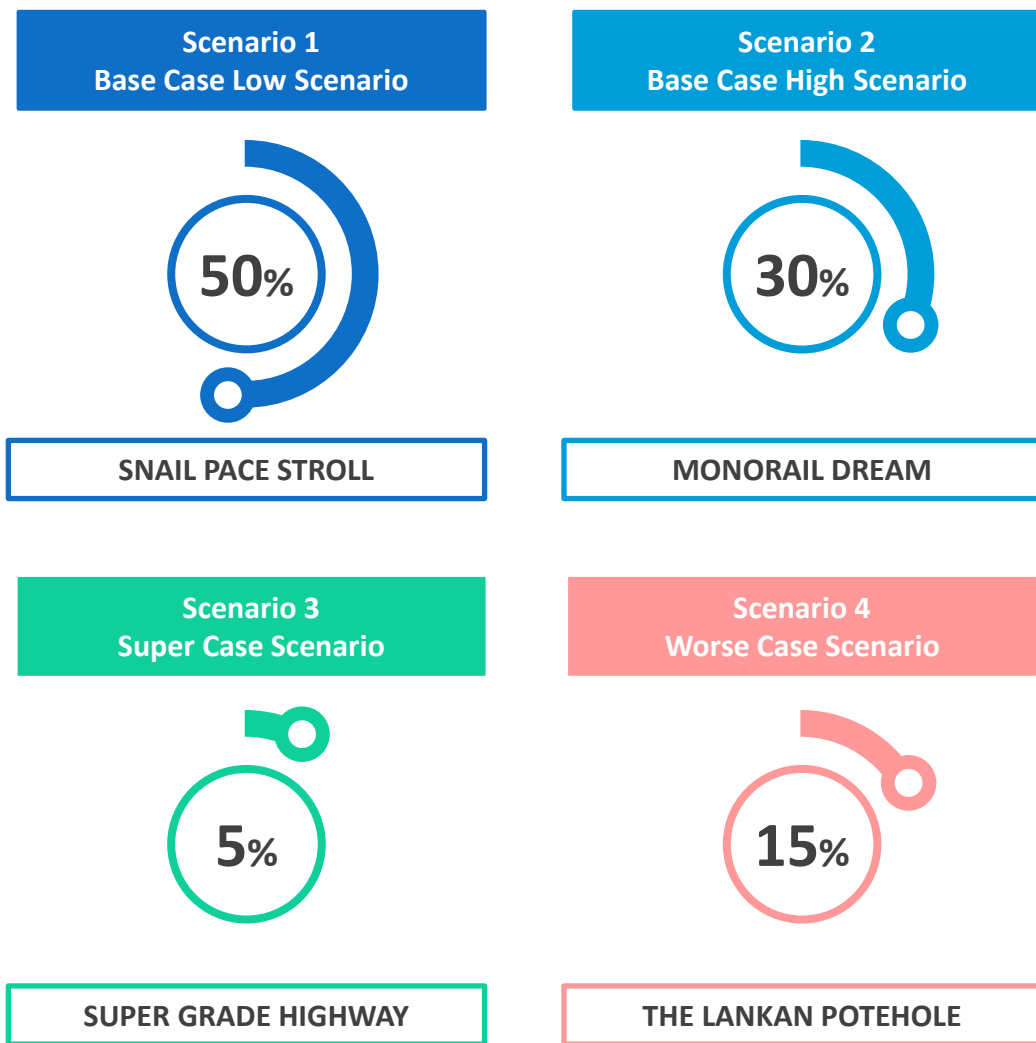 Scenario 1
Base Case Low Scenario
50%
SNAIL PACE STROLL
Scenario 2
Base Case High Scenario
30%
MONORAIL DREAM
Scenario 3
Super Case Scenario
5%
SUPER GRADE HIGHWAY
Scenario 4
Worse Case Scenario
15%
THE LANKAN POTEHOLE